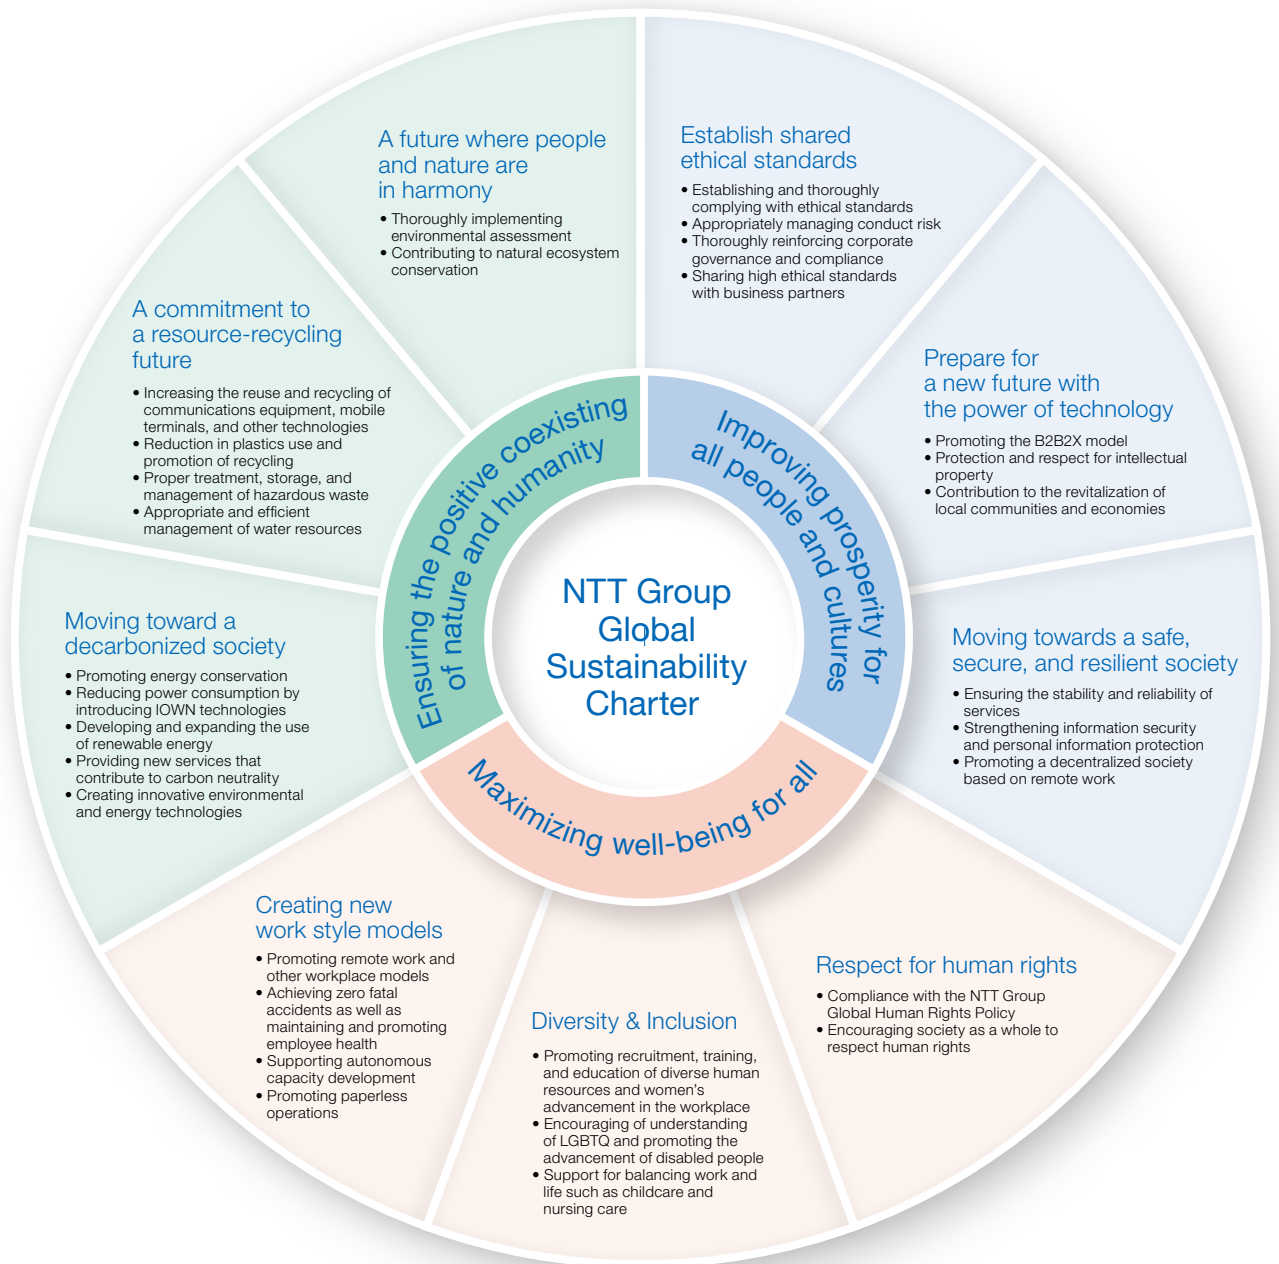 NTT Group
Global
Sustainability
Charter
Ensuring the positive coexisting
of nature and humanity
Improving prosperity for
all people and cultures
Maximizing well-being for all
A future where people
and nature are
in harmony
• Thoroughly implementing
environmental assessment
• Contributing to natural ecosystem
conservation
Establish shared
ethical standards
• Establishing and thoroughly
complying with ethical standards
• Appropriately managing conduct risk
• Thoroughly reinforcing corporate
governance and compliance
• Sharing high ethical standards
with business partners
A commitment to
a resource-recycling
future
• Increasing the reuse and recycling of
communications equipment, mobile
terminals, and other technologies
• Reduction in plastics use and
promotion of recycling
• Proper treatment, storage, and
management of hazardous waste
• Appropriate and efficient
management of water resources
Prepare for
a new future with
the power of technology
• Promoting the B2B2X model
• Protection and respect for intellectual
property
• Contribution to the revitalization of
local communities and economies
Moving toward a
decarbonized society
• Promoting energy conservation
• Reducing power consumption by
introducing IOWN technologies
• Developing and expanding the use
of renewable energy
• Providing new services that
contribute to carbon neutrality
• Creating innovative environmental
and energy technologies
Moving towards a safe,
secure, and resilient society
• Ensuring the stability and reliability of
services
• Strengthening information security
and personal information protection
• Promoting a decentralized society
based on remote work
Creating new
work style models
• Promoting remote work and
other workplace models
• Achieving zero fatal
accidents as well as
maintaining and promoting
employee health
• Supporting autonomous
capacity development
• Promoting paperless
operations
Diversity & Inclusion
• Promoting recruitment, training,
and education of diverse human
resources and women's
advancement in the workplace
• Encouraging of understanding
of LGBTQ and promoting the
advancement of disabled people
• Support for balancing work and
life such as childcare and
nursing care
Respect for human rights
• Compliance with the NTT Group
Global Human Rights Policy
• Encouraging society as a whole to
respect human rights